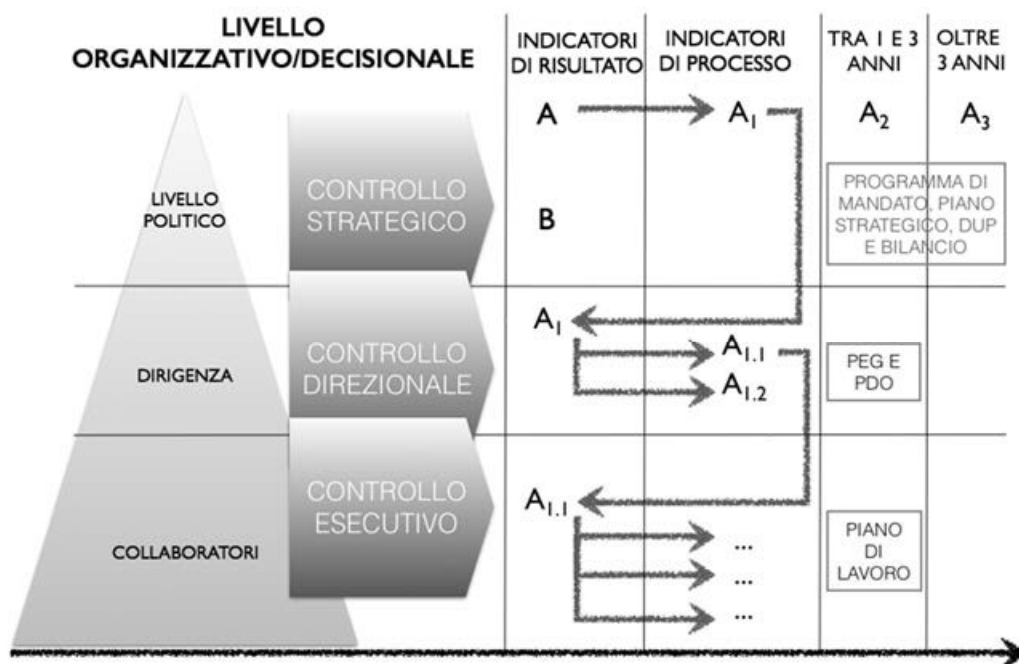 LIVELLO
ORGANIZZATIVO/DECISIONALE
INDICATORI
DI RISULTATO
INDICATORI
DI PROCESSO
TRA 1 E 3
ANNI
OLTRE
3 ANNI
LIVELLO
POLITICO
CONTROLLO
STRATEGICO
A
A1
A2
A3
B
PROGRAMMA DI
MANDATO, PIANO
STRATEGICO, DUP
E BILANCIO
DIRIGENZA
CONTROLLO
DIREZIONALE
A1
A1.1
A1.2
PEG E
PDO
COLLABORATORI
CONTROLLO
ESECUTIVO
A1.1
...
...
...
PIANO
DI
LAVORO